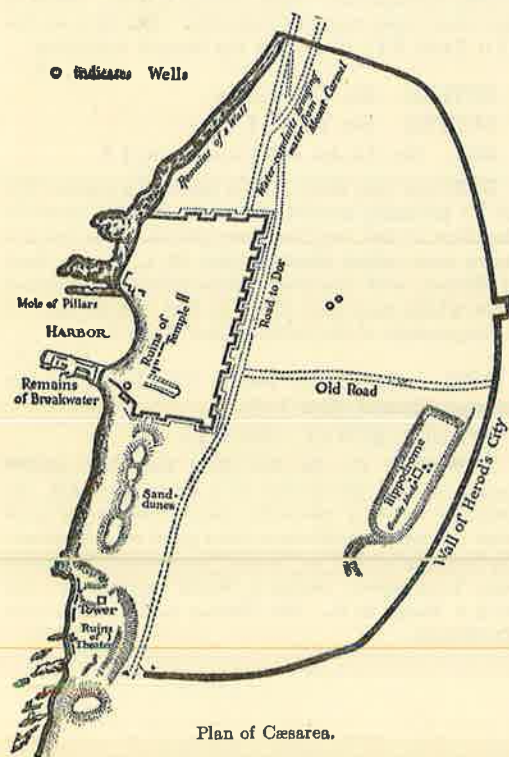 o indicates Wells
Remains of a Wall
Water conduits bringing
water from
Mount Carmel
Mole of Pillars
HARBOR
Remains
of Breakwater
Ruins of
Temple
Road to Dor
Old Road
Hippodrome
Wall of Herod's City
Sand-
dunes
Tower
Ruins
of
Theater
Plan of Cæsarea.